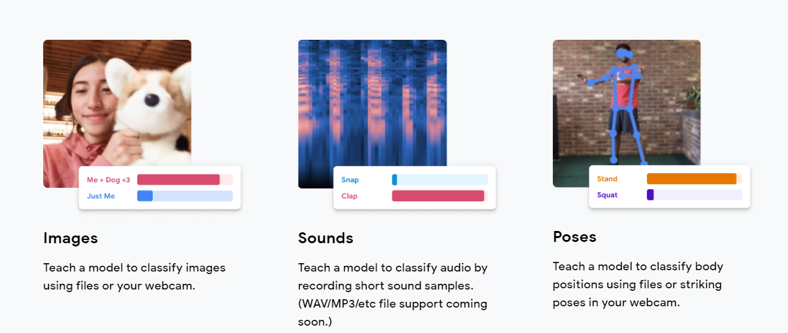 Me + Dog <3
Just Me
Images
Teach a model to classify images
using files or your webcam.
Snap
Clap
Sounds
Teach a model to classify audio by
recording short sound samples.
(WAV/MP3/etc file support coming
soon.)
Stand
Squat
Poses
Teach a model to classify body
positions using files or striking
poses in your webcam.